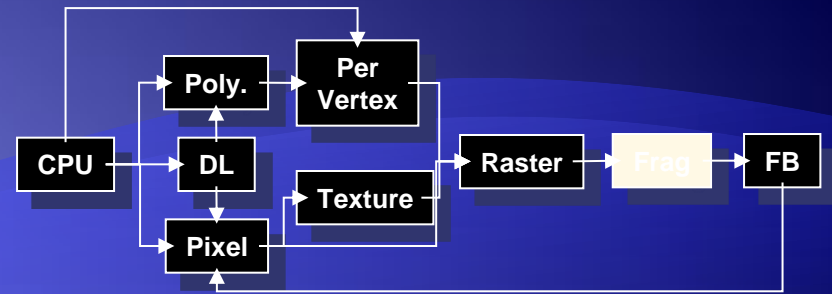 Poly.
Per
Vertex
CPU
DL
Raster
Frag
FB
Texture
Pixel